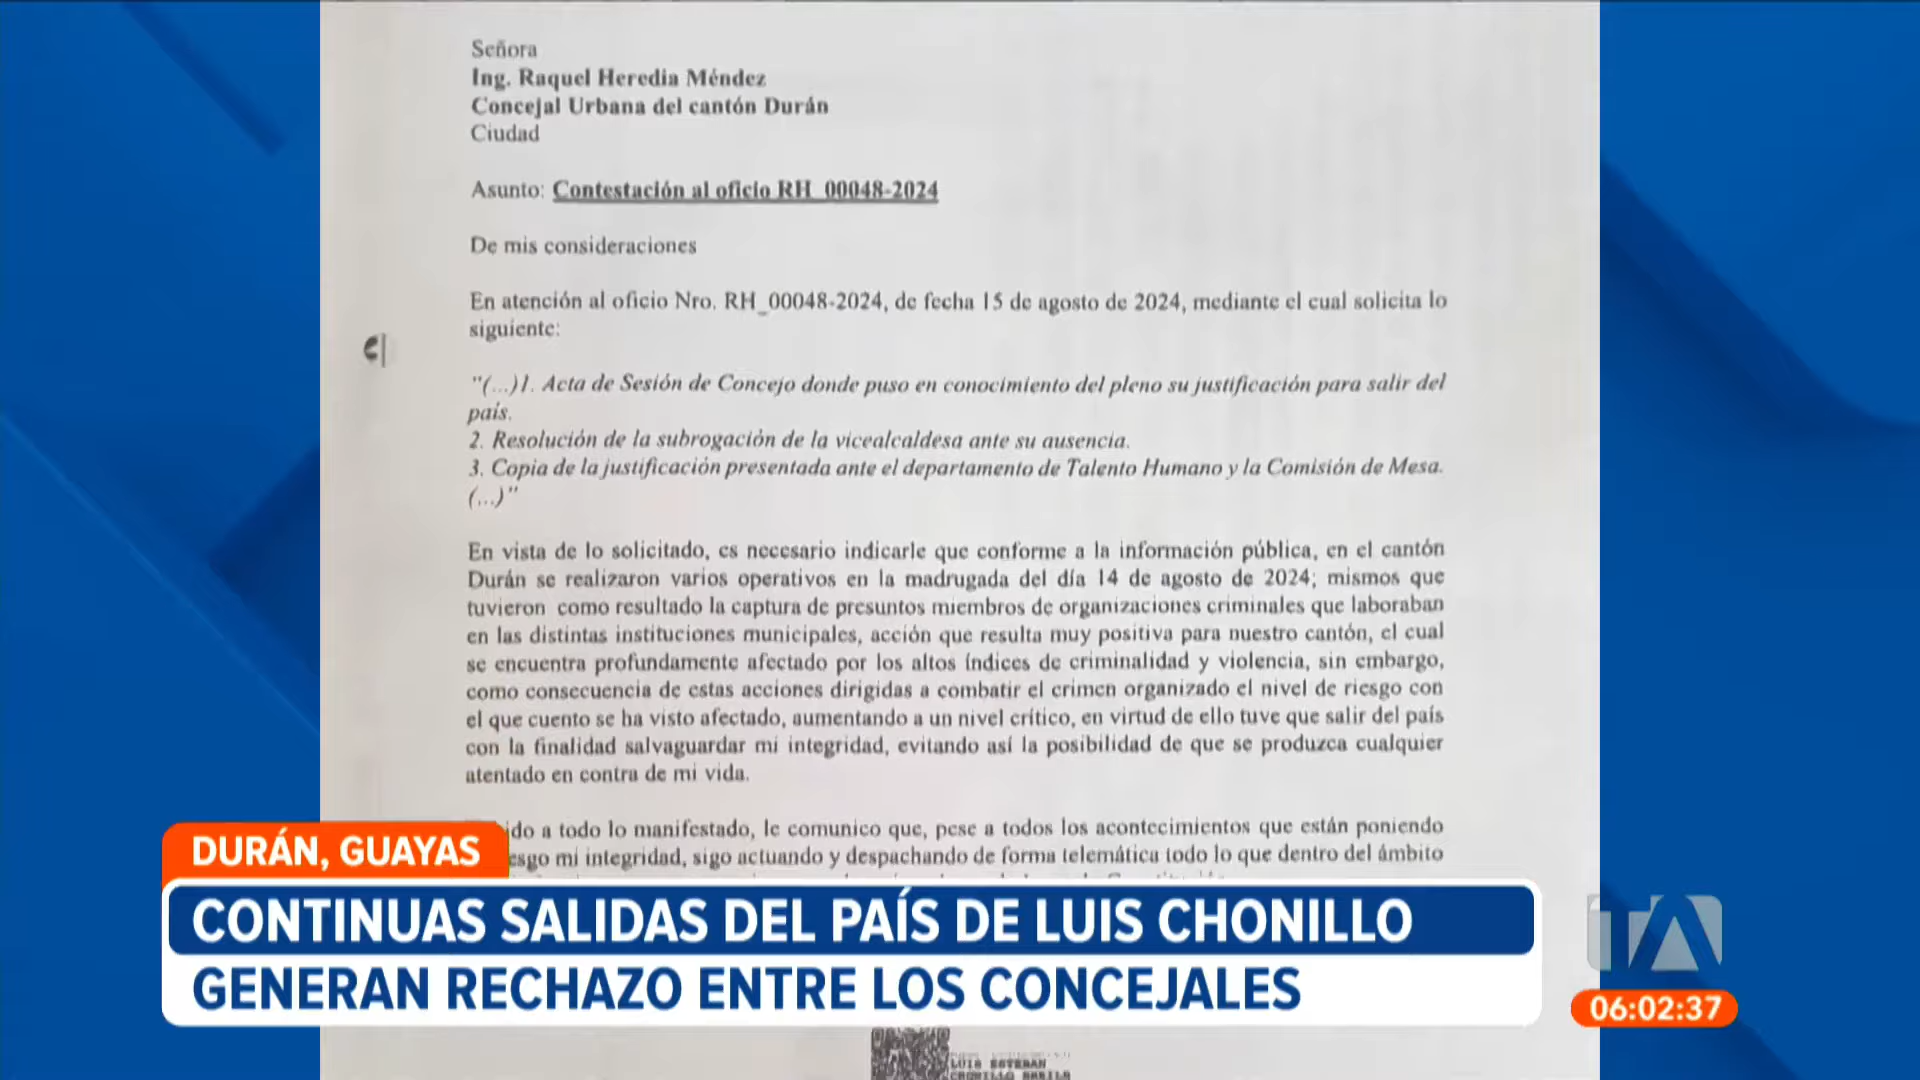 Señora
Ing. Raquel Heredia Méndez
Concejal Urbana del cantón Durán
Ciudad
Asunto: Contestación al oficio RH_00048-2024
De mis consideraciones
En atención al oficio Nro. RH_00048-2024, de fecha 15 de agosto de 2024, mediante el cual solicita lo
siguiente:
"(...)1. Acta de Sesión de Concejo donde puso en conocimiento del pleno su justificación para salir del
país.
2. Resolución de la subrogación de la vicealcaldesa ante su ausencia.
3. Copia de la justificación presentada ante el departamento de Talento Humano y la Comisión de Mesa.
(...)"
En vista de lo solicitado, es necesario indicarle que conforme a la información pública, en el cantón
Durán se realizaron varios operativos en la madrugada del día 14 de agosto de 2024; mismos que
tuvieron como resultado la captura de presuntos miembros de organizaciones criminales que laboraban
en las distintas instituciones municipales, acción que resulta muy positiva para nuestro cantón, el cual
se encuentra profundamente afectado por los altos índices de criminalidad y violencia, sin embargo,
como consecuencia de estas acciones dirigidas a combatir el crimen organizado el nivel de riesgo con
el que cuento se ha visto afectado, aumentando a un nivel crítico, en virtud de ello tuve que salir del país
con la finalidad salvaguardar mi integridad, evitando así la posibilidad de que se produzca cualquier
atentado en contra de mi vida.
ido a todo lo manifestado, le comunico que, pese a todos los acontecimientos que están poniendo
esgo mi integridad, sigo actuando y despachando de forma telemática todo lo que dentro del ámbito
DURÁN, GUAYAS
CONTINUAS SALIDAS DEL PAÍS DE LUIS CHONILLO
GENERAN RECHAZO ENTRE LOS CONCEJALES
TA
06:02:37
LUIS ESTEBAN
CHONILLO